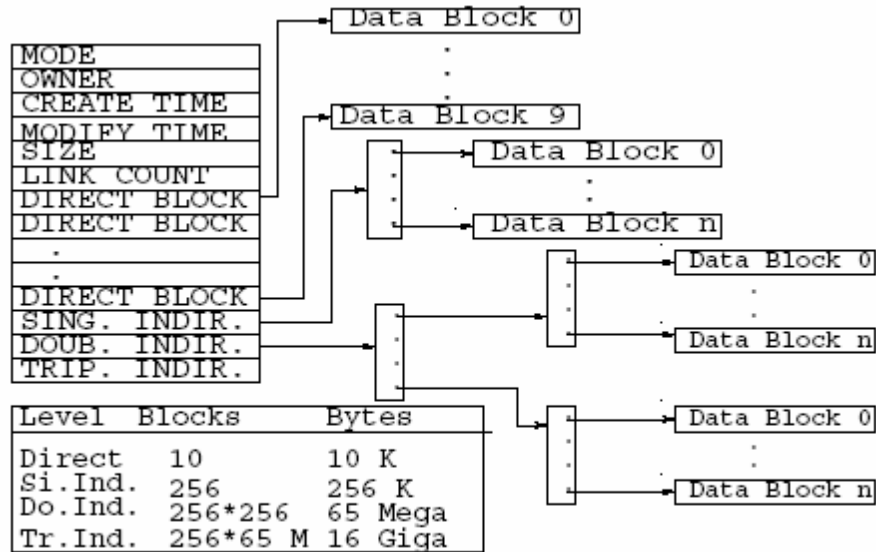 MODE
OWNER
CREATE TIME
MODIFY TIME
SIZE
LINK COUNT
DIRECT BLOCK
DIRECT BLOCK
.
.
DIRECT BLOCK
SING. INDIR.
DOUB. INDIR.
TRIP. INDIR.
Data Block 0
Data Block 9
Data Block 0
Data Block n
Data Block 0
Data Block n
Data Block 0
Data Block n
Level Blocks Bytes
Direct 10 10 K
Si.Ind. 256 256 K
Do.Ind. 256*256 65 Mega
Tr.Ind. 256*65 M 16 Giga